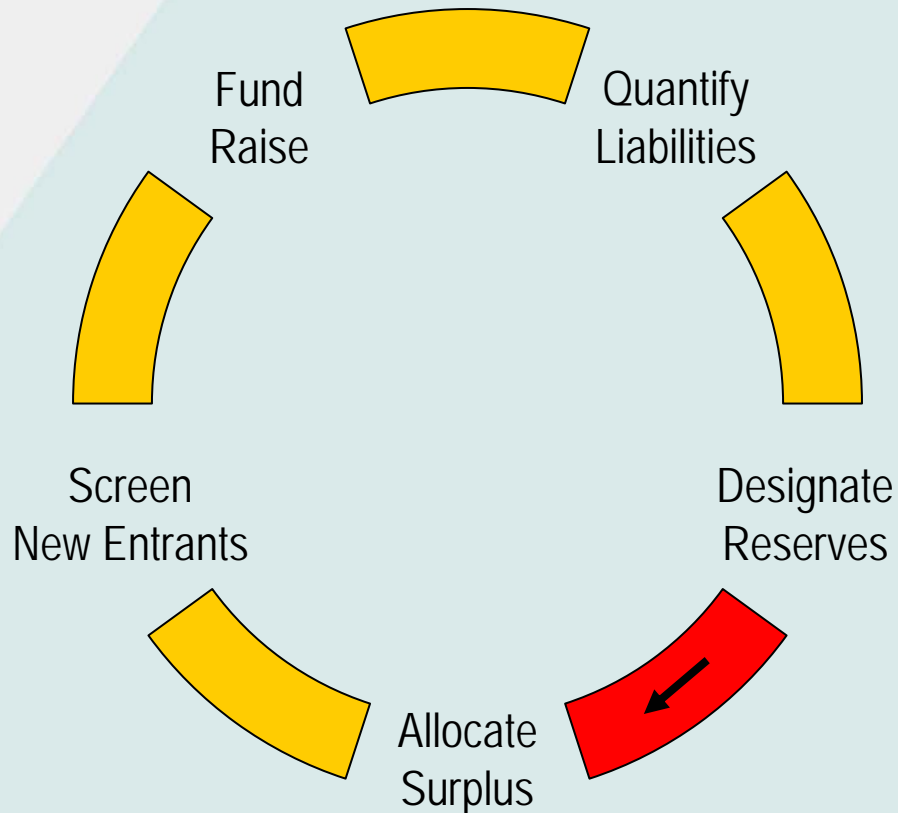 Fund
Raise
Quantify
Liabilities
Screen
New Entrants
Designate
Reserves
Allocate
Surplus